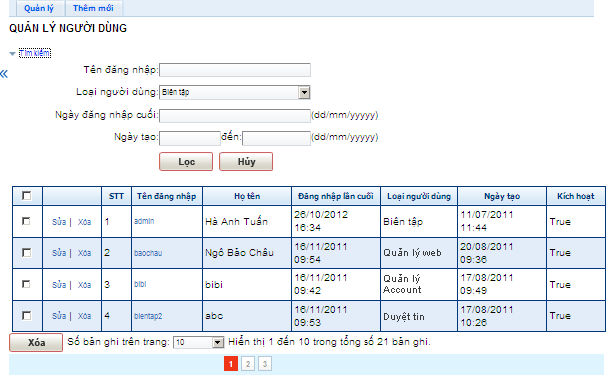 Quản lý Thêm mới
QUẢN LÝ NGƯỜI DÙNG
Tìm kiếm
Tên đăng nhập:
Loại người dùng: Biên tập
Ngày đăng nhập cuối: (dd/mm/yyyyy)
Ngày tạo: đến: (dd/mm/yyyyy)
Lọc Hủy
STT Tên đăng nhập Họ tên Đăng nhập lần cuối Loại người dùng Ngày tạo Kích hoạt
Sửa | Xóa 1 admin Hà Anh Tuấn 26/10/2012 16:34 Biên tập 11/07/2011 11:44 True
Sửa | Xóa 2 baochau Ngô Bảo Châu 16/11/2011 09:54 Quản lý web 20/08/2011 09:36 True
Sửa | Xóa 3 bibi bibi 16/11/2011 09:42 Quản lý Account 17/08/2011 09:49 True
Sửa | Xóa 4 bientap2 abc 16/11/2011 09:53 Duyệt tin 17/08/2011 10:26 True
Xóa Số bản ghi trên trang: 10 Hiển thị 1 đến 10 trong tổng số 21 bản ghi.
1 2 3